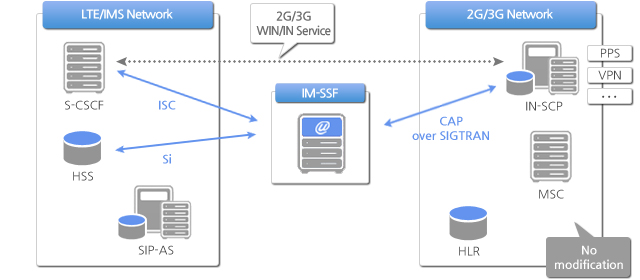 LTE/IMS Network
2G/3G
WIN/IN Service
2G/3G Network
S-CSCF
ISC
HSS
Si
SIP-AS
IM-SSF
CAP
over SIGTRAN
IN-SCP
PPS
VPN
...
MSC
HLR
No
modification